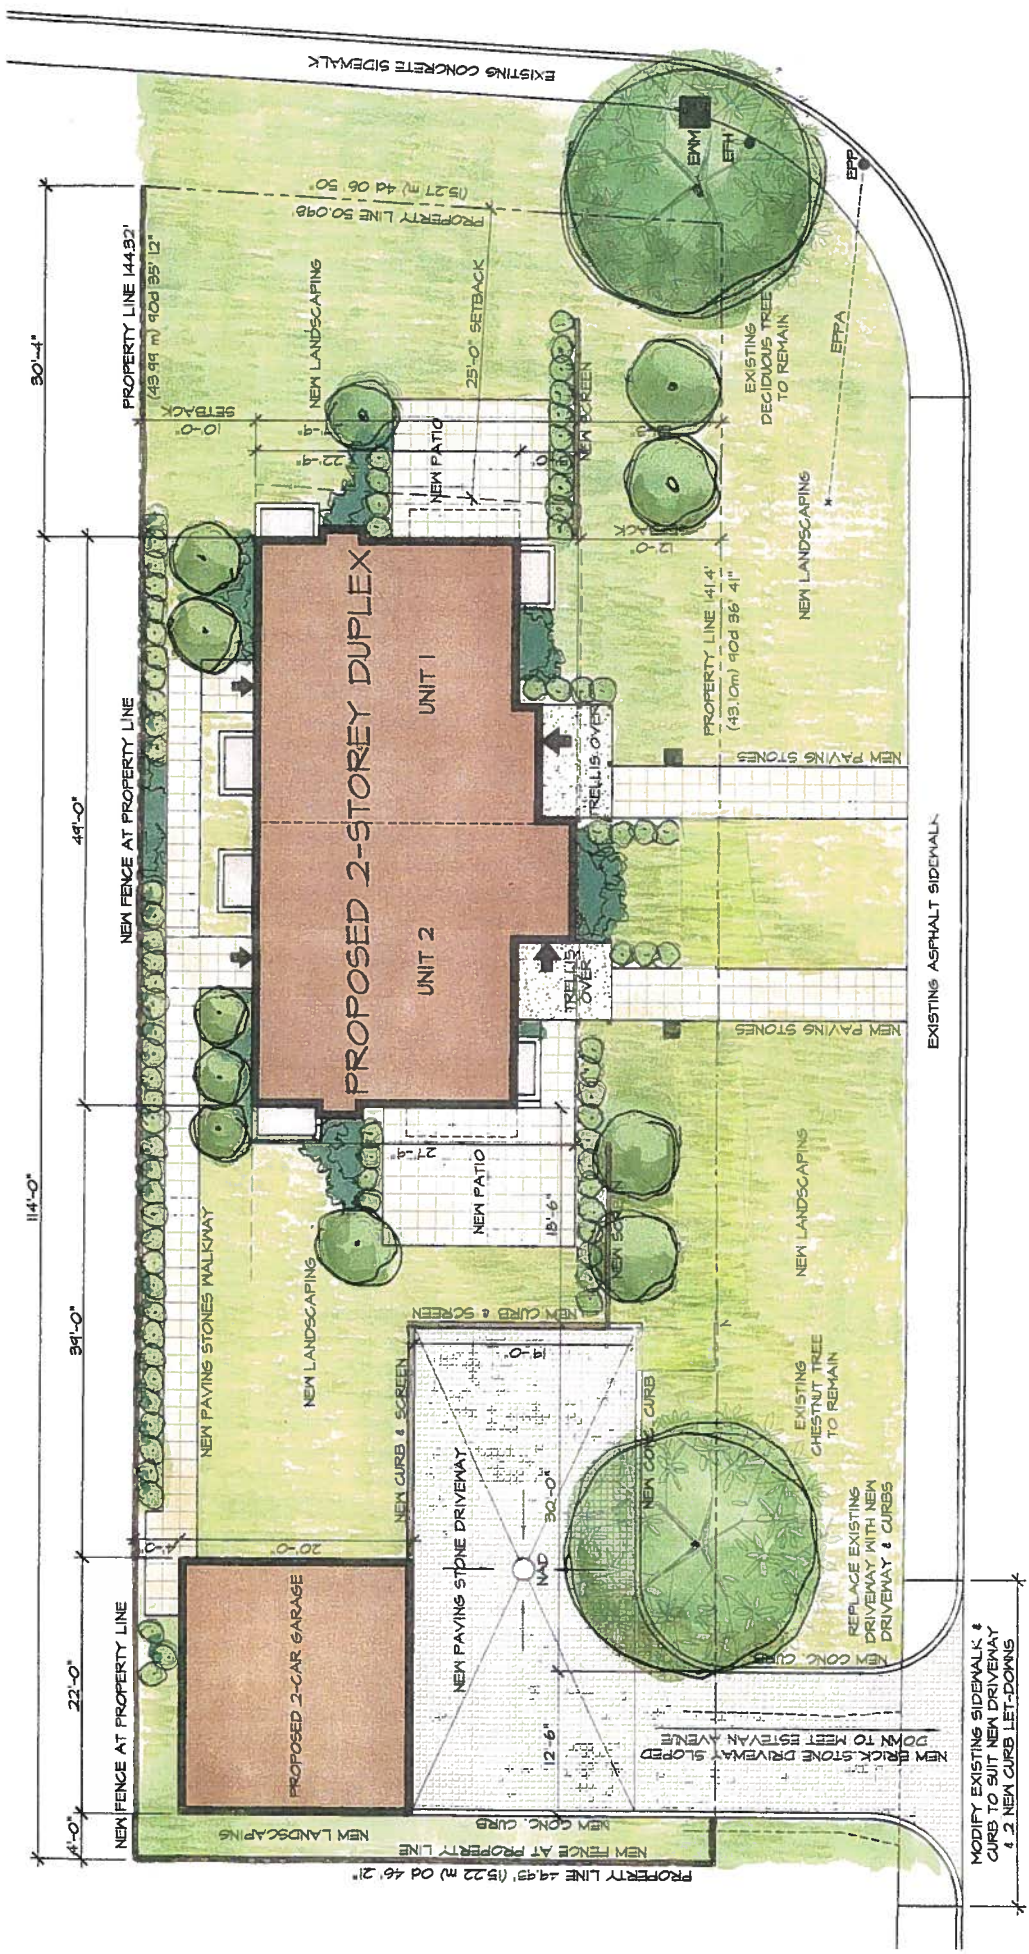 EXISTING CONCRETE SIDEWALK
30'-4"
PROPERTY LINE 144.32'
(43.99 m) 90d 35' 12"
PROPERTY LINE 50.098'
(15.27 m) 4d 06' 50"
10'-0"
SETBACK
NEW LANDSCAPING
25'-0" SETBACK
22'-9"
NEW PATIO
NEW SCREEN
EWM
EFH
EPP
EPPA
EXISTING
DECIDUOUS TREE
TO REMAIN
12'-0"
SETBACK
NEW LANDSCAPING
PROPERTY LINE 141.4'
(43.10m) 90d 36' 41"
114'-0"
49'-0"
NEW FENCE AT PROPERTY LINE
PROPOSED 2-STOREY DUPLEX
UNIT 1
UNIT 2
TRELLIS OVER
TRELLIS
OVER
NEW PAVING STONES
NEW PAVING STONES
EXISTING ASPHALT SIDEWALK
39'-0"
NEW PAVING STONES WALKWAY
NEW LANDSCAPING
27'-9"
NEW PATIO
18'-6"
NEW CURB & SCREEN
NEW CURB & SCREEN
19'-0"
NEW LANDSCAPING
EXISTING
CHESTNUT TREE
TO REMAIN
NEW CONC. CURB
NEW PAVING STONE DRIVEWAY
30'-0"
NAD
4'-0"
20'-0"
22'-0"
NEW FENCE AT PROPERTY LINE
PROPOSED 2-CAR GARAGE
12'-6"
REPLACE EXISTING
DRIVEWAY WITH NEW
DRIVEWAY & CURBS
NEW CONC. CURB
NEW BRICK STONE DRIVEWAY SLOPED
DOWN TO MEET ESTEVAN AVENUE
4'-0"
NEW LANDSCAPING
NEW CONC. CURB
NEW FENCE AT PROPERTY LINE
PROPERTY LINE 49.93' (15.22 m) 0d 46' 21"
MODIFY EXISTING SIDEWALK &
CURB TO SUIT NEW DRIVEWAY
& 2 NEW CURB LET-DOWNS